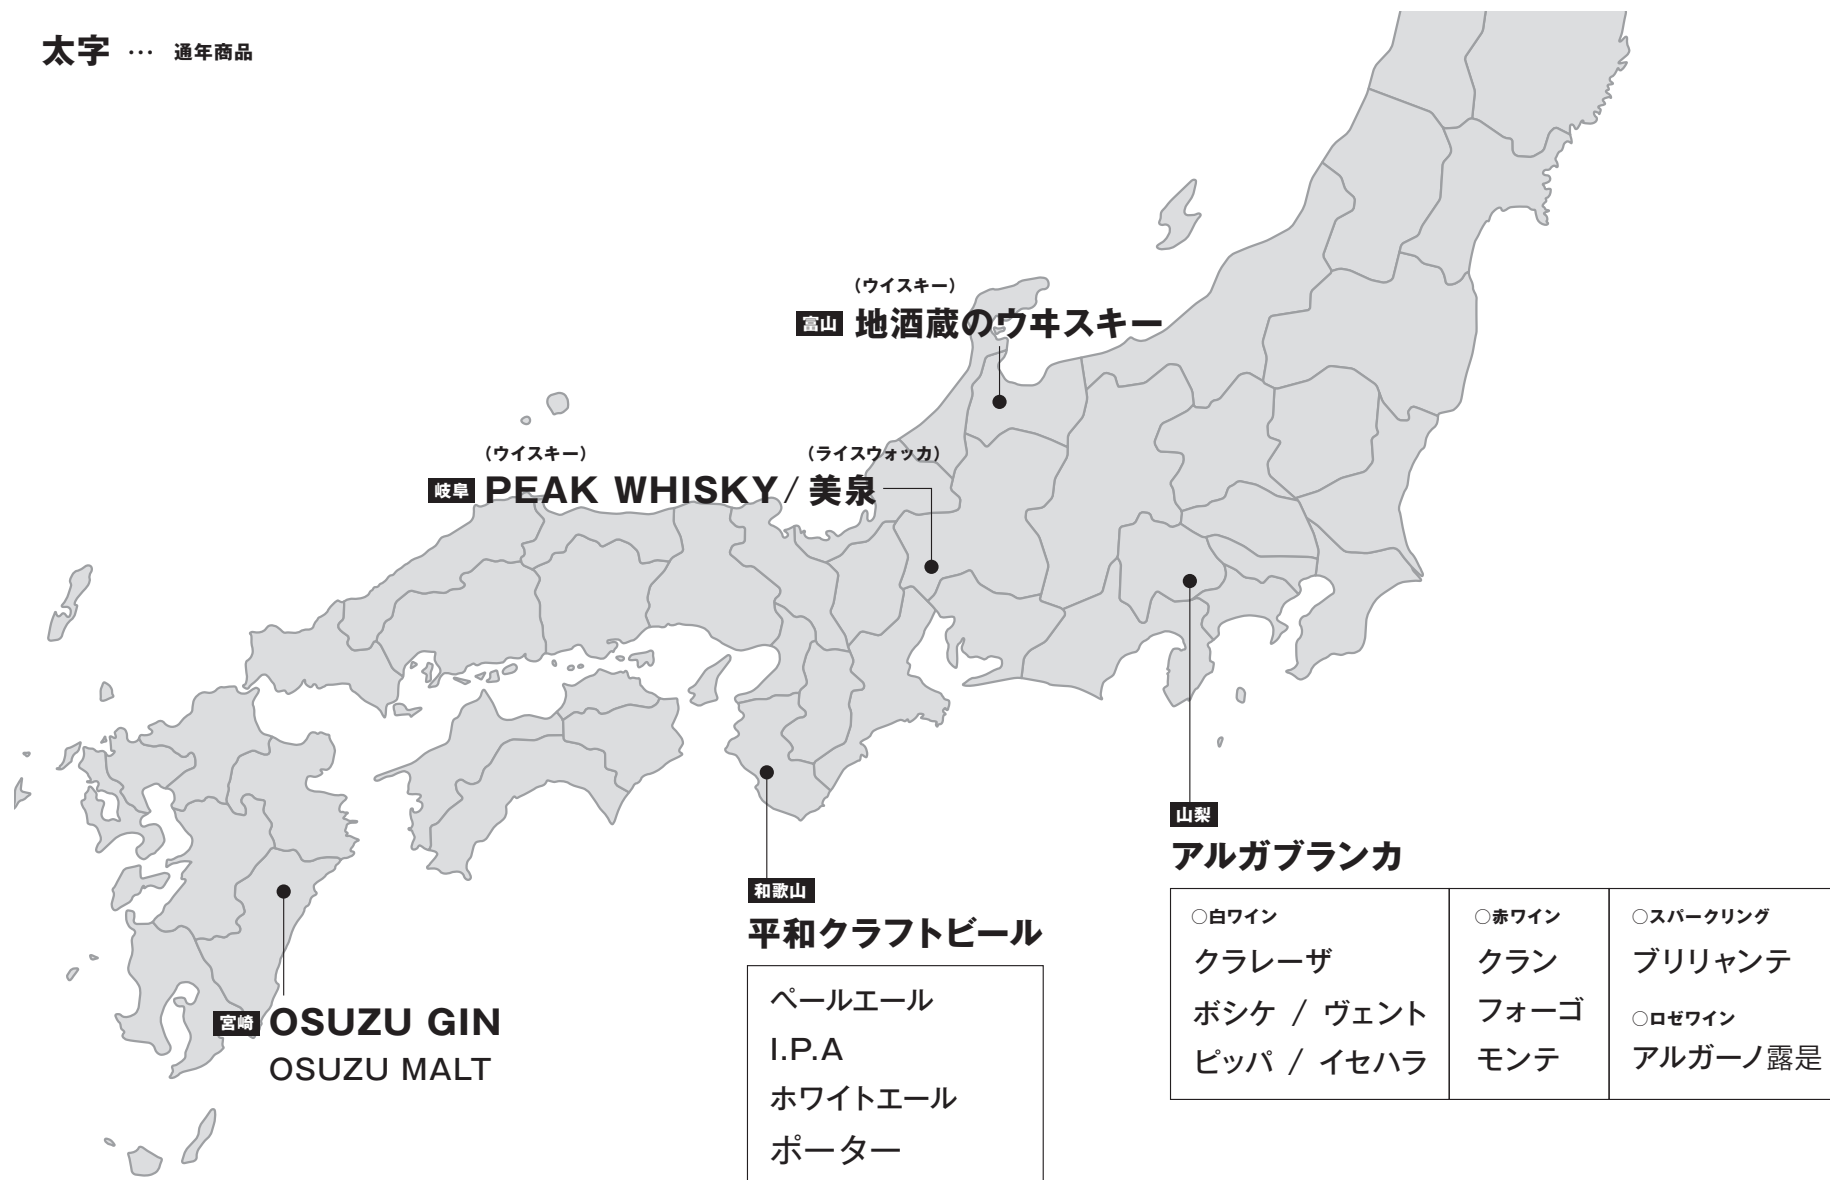 太字 … 通年商品
（ウイスキー）
富山 地酒蔵のウヰスキー
（ウイスキー） （ライスウォッカ）
岐阜 PEAK WHISKY / 美泉
山梨
アルガブランカ
○白ワイン
クラレーザ
ボシケ / ヴェント
ピッパ / イセハラ
○赤ワイン
クラン
フォーゴ
モンテ
○スパークリング
ブリリャンテ
○ロゼワイン
アルガーノ露是
和歌山
平和クラフトビール
ペールエール
I.P.A
ホワイトエール
ポーター
宮崎 OSUZU GIN
OSUZU MALT